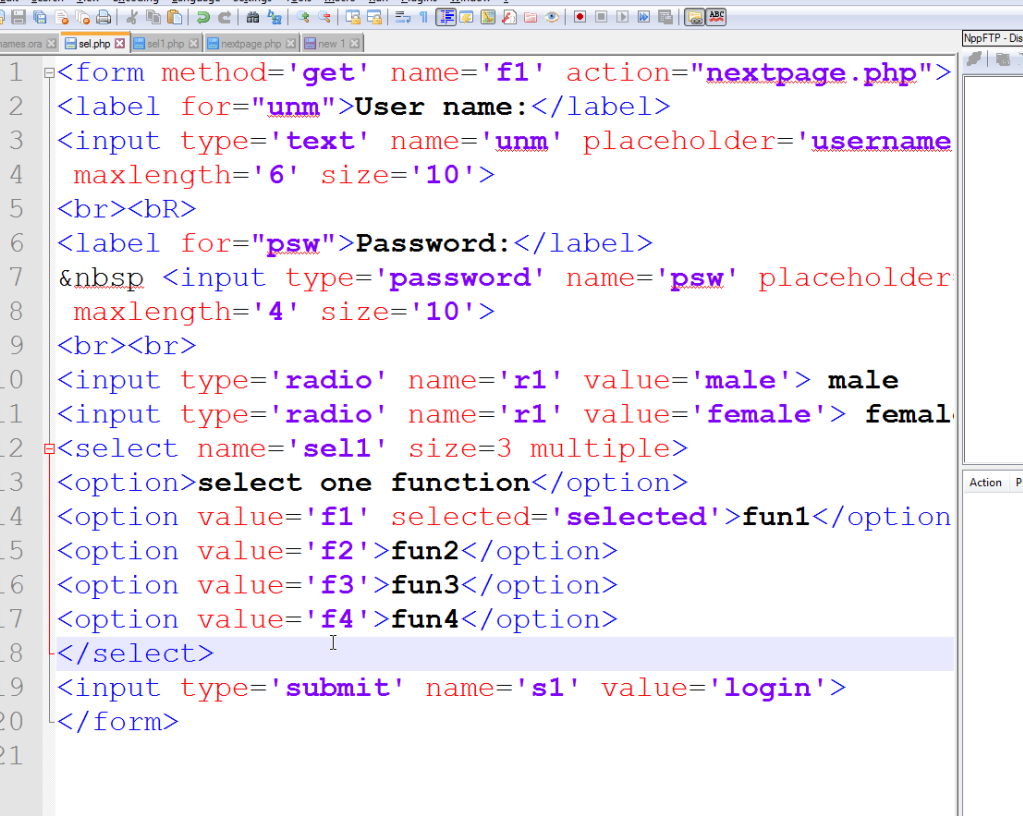 names.ora sel.php sel1.php nextpage.php new 1
NppFTP - Dis
1 <form method='get' name='f1' action="nextpage.php">
2 <label for="unm">User name:</label>
3 <input type='text' name='unm' placeholder='username
4 maxlength='6' size='10'>
5 <br><bR>
6 <label for="psw">Password:</label>
7 &nbsp <input type='password' name='psw' placeholder
8 maxlength='4' size='10'>
9 <br><br>
10 <input type='radio' name='r1' value='male'> male
11 <input type='radio' name='r1' value='female'> female
12 <select name='sel1' size=3 multiple>
13 <option>select one function</option>
14 <option value='f1' selected='selected'>fun1</option
15 <option value='f2'>fun2</option>
16 <option value='f3'>fun3</option>
17 <option value='f4'>fun4</option>
18 </select>
19 <input type='submit' name='s1' value='login'>
20 </form>
21
Action P